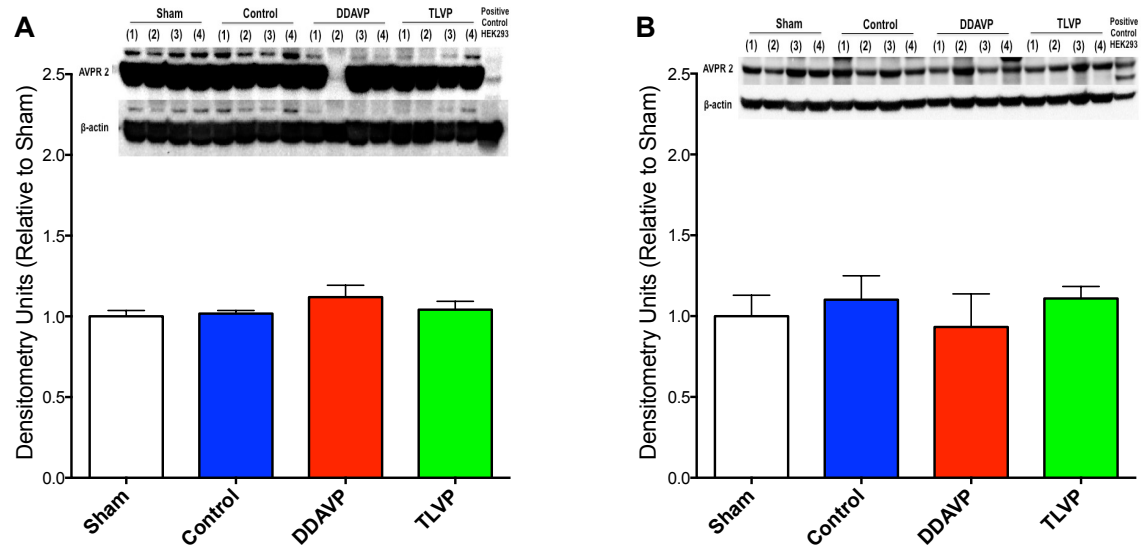 A
Sham Control DDAVP TLVP Positive Control HEK293
(1) (2) (3) (4) (1) (2) (3) (4) (1) (2) (3) (4) (1) (2) (3) (4)
AVPR 2
β-actin
Densitometry Units (Relative to Sham)
2.5
2.0
1.5
1.0
0.5
0.0
Sham Control DDAVP TLVP
B
Sham Control DDAVP TLVP Positive Control HEK293
(1) (2) (3) (4) (1) (2) (3) (4) (1) (2) (3) (4) (1) (2) (3) (4)
AVPR 2
β-actin
Densitometry Units (Relative to Sham)
2.5
2.0
1.5
1.0
0.5
0.0
Sham Control DDAVP TLVP